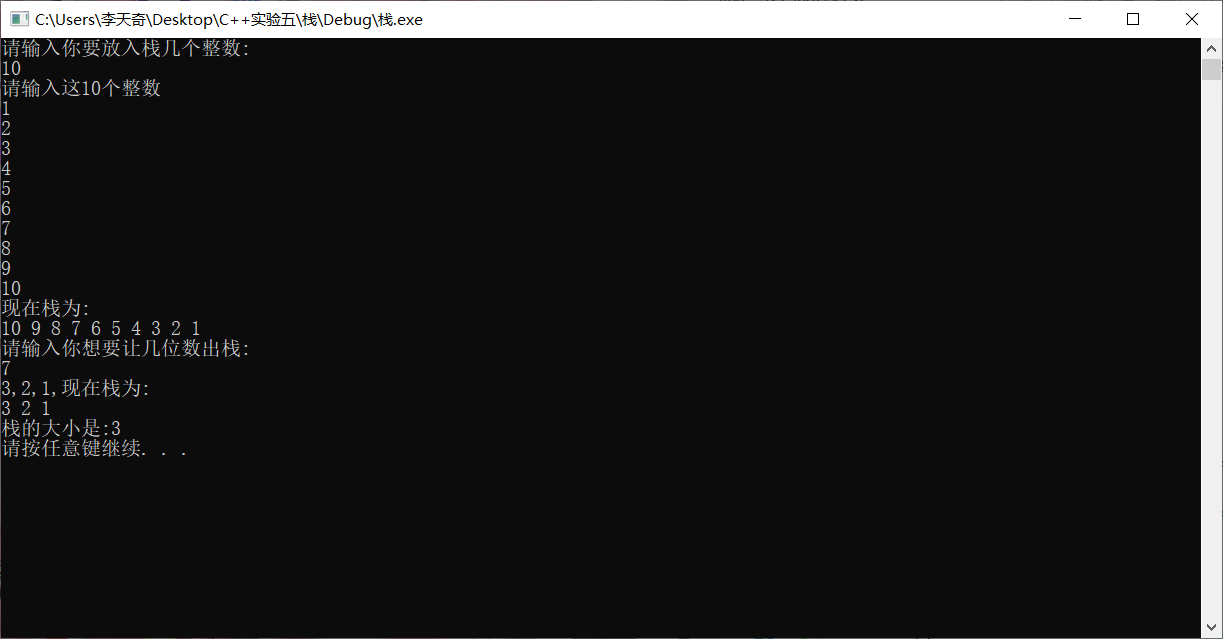 C:\Users\李天奇\Desktop\C++实验五\栈\Debug\栈.exe
请输入你要放入栈几个整数:
10
请输入这10个整数
1
2
3
4
5
6
7
8
9
10
现在栈为:
10 9 8 7 6 5 4 3 2 1
请输入你想要让几位数出栈:
7
3,2,1,现在栈为:
3 2 1
栈的大小是:3
请按任意键继续. . .